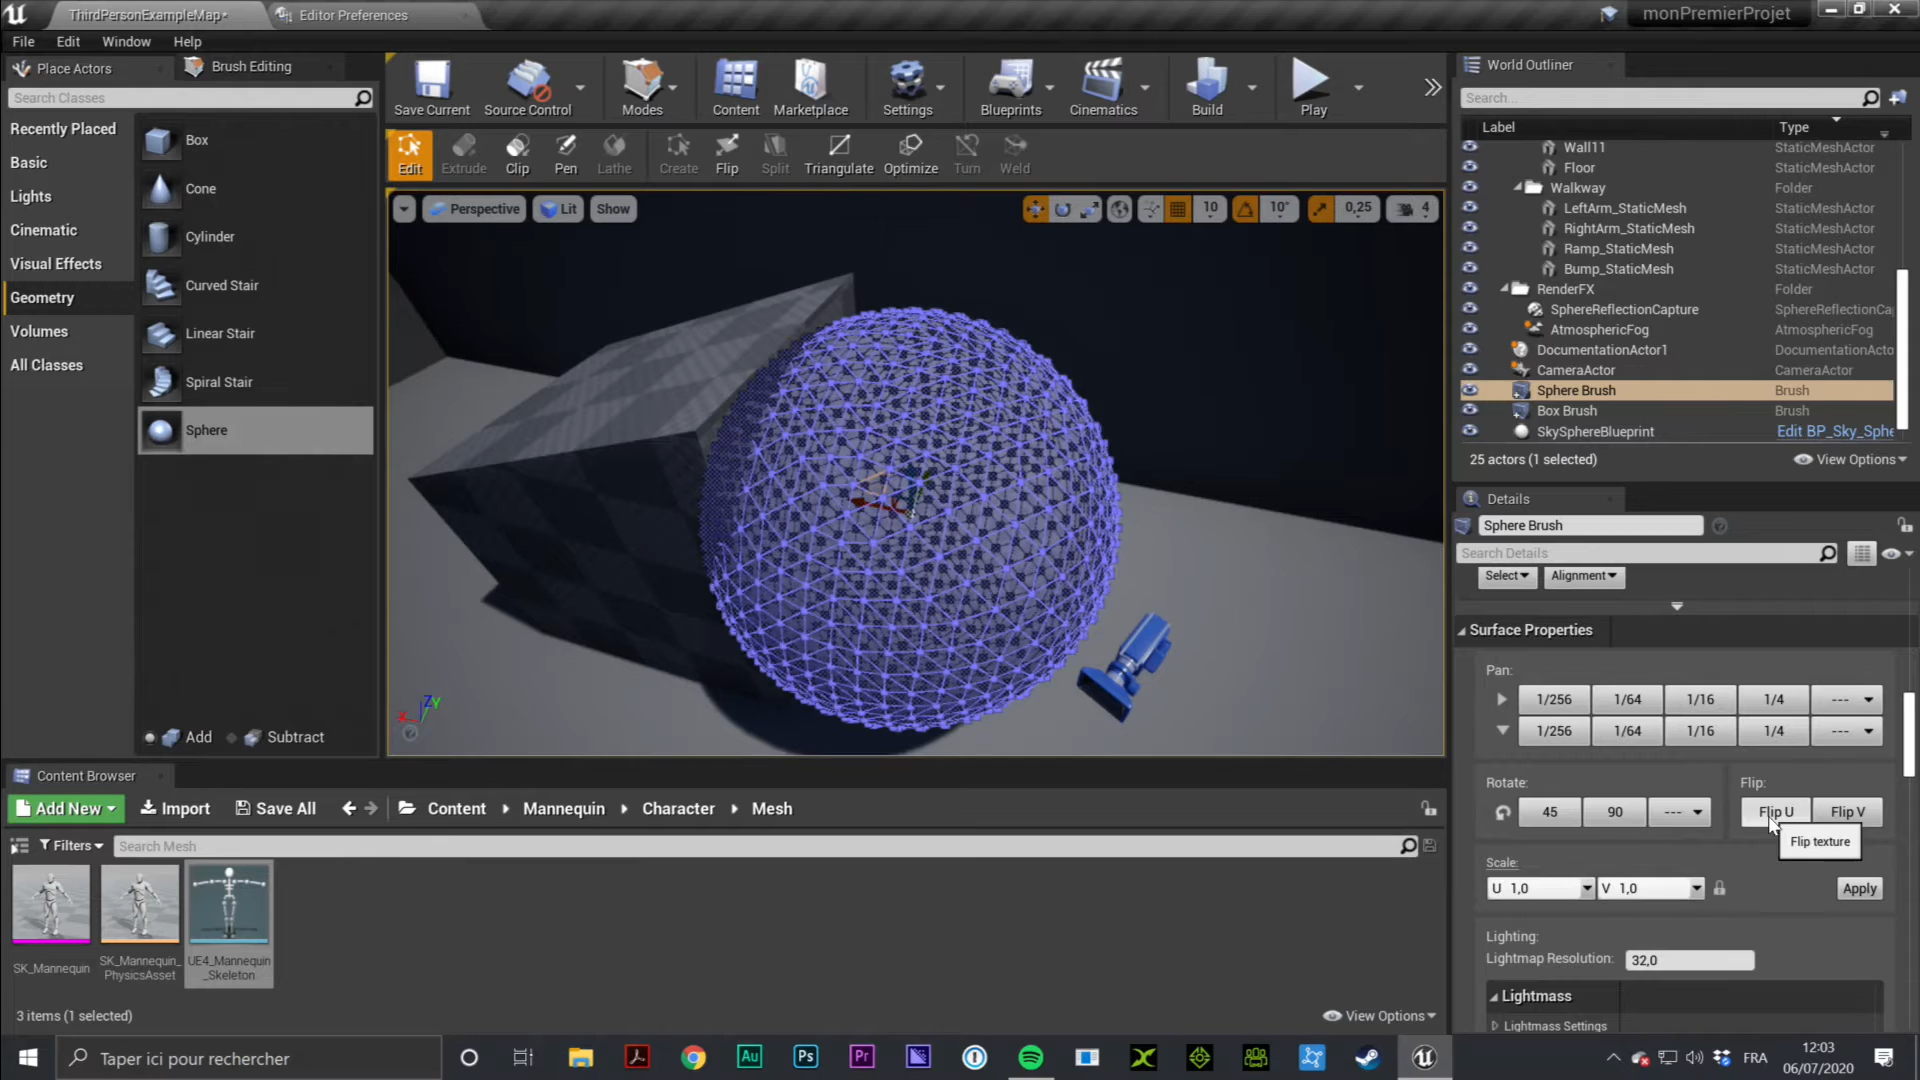 ThirdPersonExampleMap*
Editor Preferences
monPremierProjet
File Edit Window Help
Place Actors
Brush Editing
Search Classes
Recently Placed
Basic
Lights
Cinematic
Visual Effects
Geometry
Volumes
All Classes
Box
Cone
Cylinder
Curved Stair
Linear Stair
Spiral Stair
Sphere
Add Subtract
Save Current Source Control Modes Content Marketplace Settings Blueprints Cinematics Build Play
Edit Extrude Clip Pen Lathe Create Flip Split Triangulate Optimize Turn Weld
Perspective Lit Show
10 10° 0,25 4
X Z Y
World Outliner
Search...
Label Type
Wall11 StaticMeshActor
Floor StaticMeshActor
Walkway Folder
LeftArm_StaticMesh StaticMeshActor
RightArm_StaticMesh StaticMeshActor
Ramp_StaticMesh StaticMeshActor
Bump_StaticMesh StaticMeshActor
RenderFX Folder
SphereReflectionCapture SphereReflectionCa
AtmosphericFog AtmosphericFog
DocumentationActor1 DocumentationActo
CameraActor CameraActor
Sphere Brush Brush
Box Brush Brush
SkySphereBlueprint Edit BP_Sky_Sphe
25 actors (1 selected) View Options
Details
Sphere Brush
Search Details
Select Alignment
Surface Properties
Pan:
1/256 1/64 1/16 1/4 ---
1/256 1/64 1/16 1/4 ---
Rotate: Flip:
45 90 --- Flip U Flip V
Flip texture
Scale:
U 1,0 V 1,0 Apply
Lighting:
Lightmap Resolution: 32,0
Lightmass
Lightmass Settings
Content Browser
Add New Import Save All Content Mannequin Character Mesh
Filters Search Mesh
SK_Mannequin
SK_Mannequin_
PhysicsAsset
UE4_Mannequin
_Skeleton
3 items (1 selected) View Options
Taper ici pour rechercher
Au Ps Pr
FRA
12:03
06/07/2020